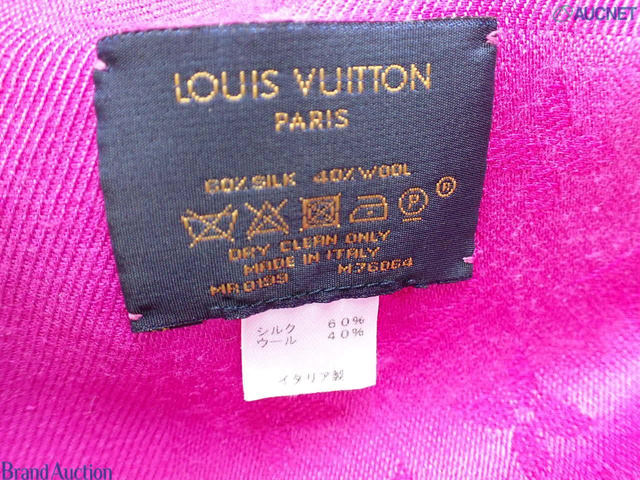 AUCNET
LOUIS VUITTON
PARIS
60% SILK 40% WOOL
P
DRY CLEAN ONLY
MADE IN ITALY
M76064
シルク 60%
ウール 40%
イタリア製
Brand Auction